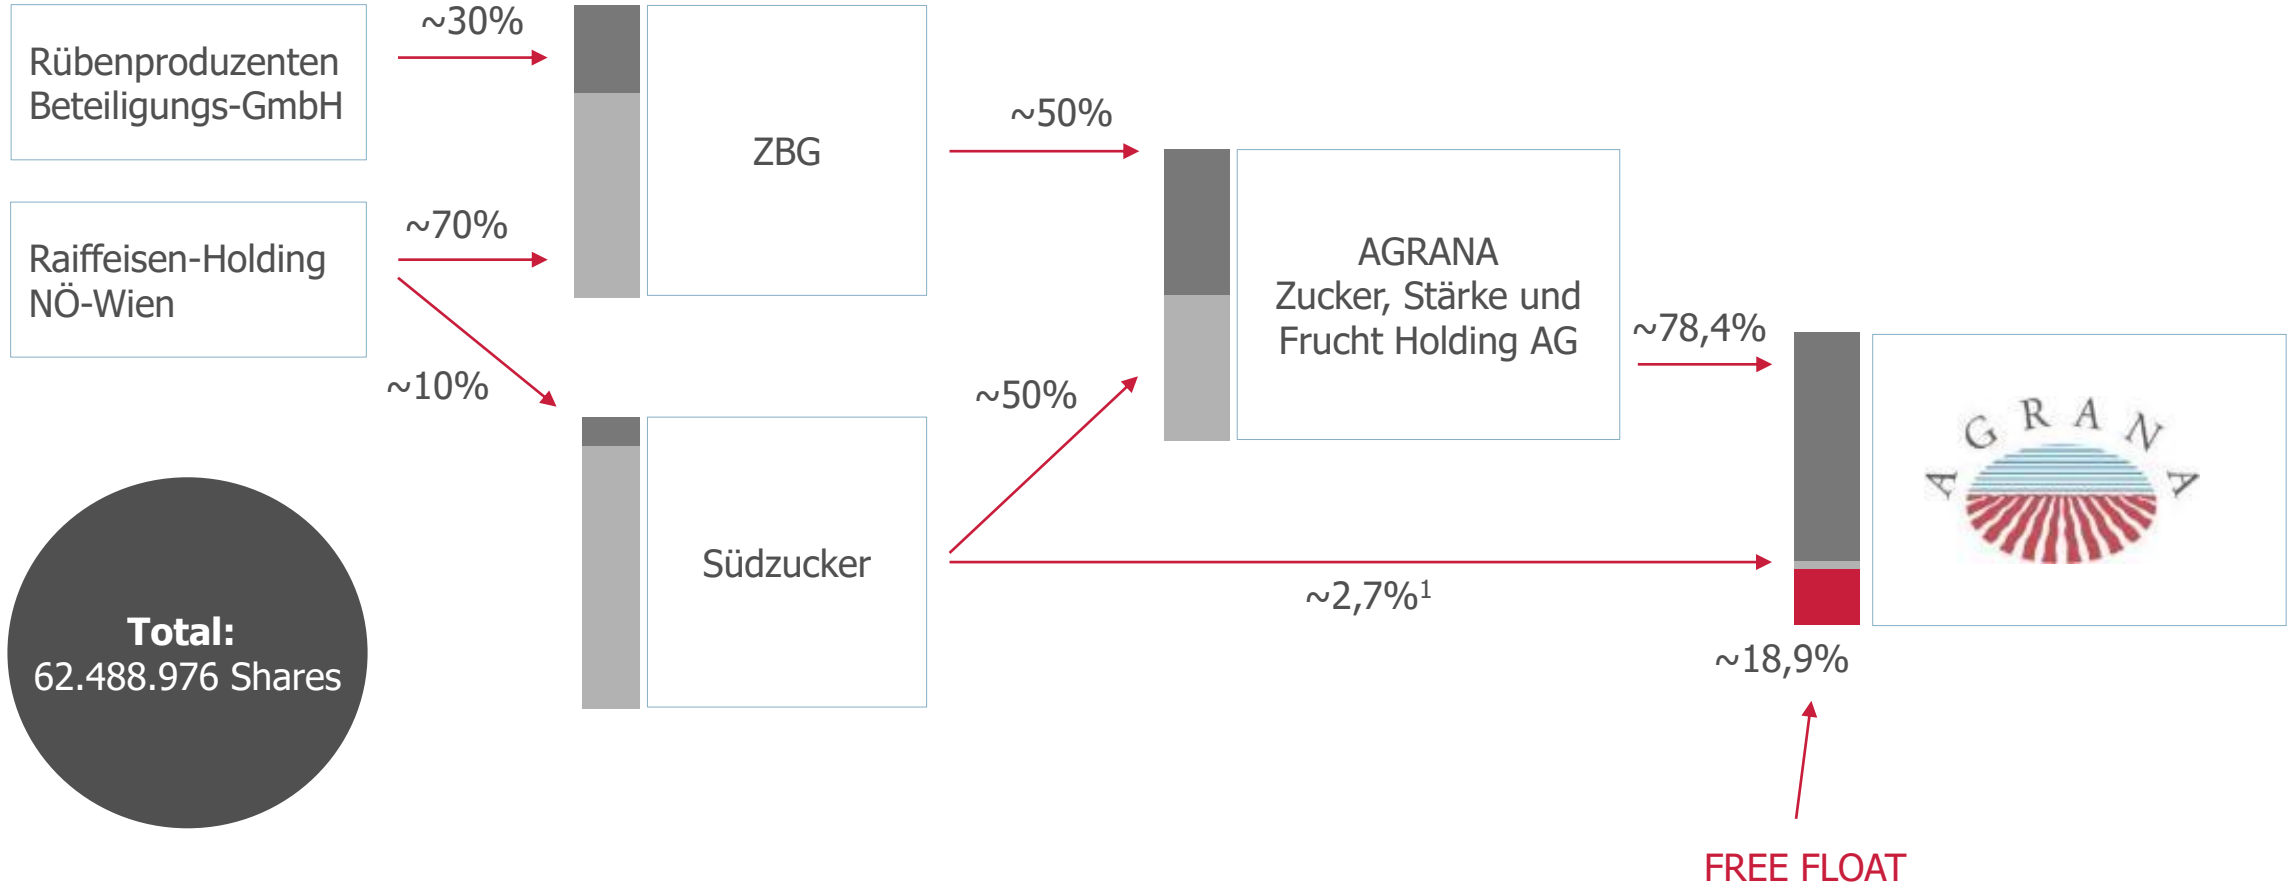 Rübenproduzenten
Beteiligungs-GmbH
~30%
Raiffeisen-Holding
NÖ-Wien
~70%
~10%
ZBG
~50%
Südzucker
~50%
~2,7%¹
AGRANA
Zucker, Stärke und
Frucht Holding AG
~78,4%
AGRANA
~18,9%
FREE FLOAT
Total:
62.488.976 Shares